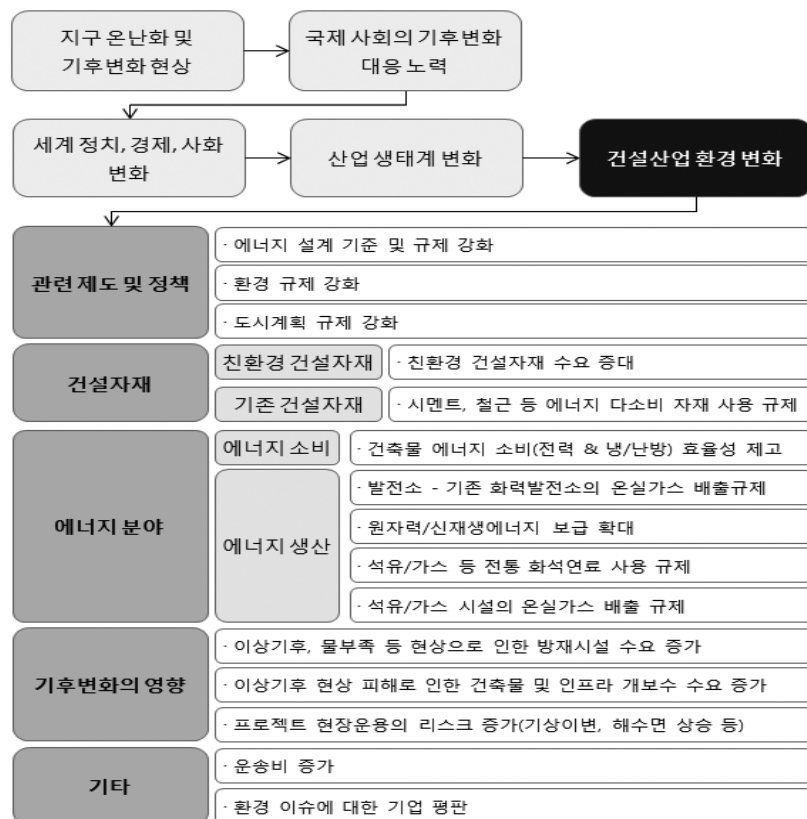 지구 온난화 및
기후변화 현상
국제 사회의 기후변화
대응 노력
세계 정치, 경제, 사화
변화
산업 생태계 변화
건설산업 환경 변화
관련 제도 및 정책
· 에너지 설계 기준 및 규제 강화
· 환경 규제 강화
· 도시계획 규제 강화
건설자재
친환경 건설자재
· 친환경 건설자재 수요 증대
기존 건설자재
· 시멘트, 철근 등 에너지 다소비 자재 사용 규제
에너지 분야
에너지 소비
· 건축물 에너지 소비(전력 & 냉/난방) 효율성 제고
에너지 생산
· 발전소 - 기존 화력발전소의 온실가스 배출규제
· 원자력/신재생에너지 보급 확대
· 석유/가스 등 전통 화석연료 사용 규제
· 석유/가스 시설의 온실가스 배출 규제
기후변화의 영향
· 이상기후, 물부족 등 현상으로 인한 방재시설 수요 증가
· 이상기후 현상 피해로 인한 건축물 및 인프라 개보수 수요 증가
· 프로젝트 현장운용의 리스크 증가(기상이변, 해수면 상승 등)
기타
· 운송비 증가
· 환경 이슈에 대한 기업 평판